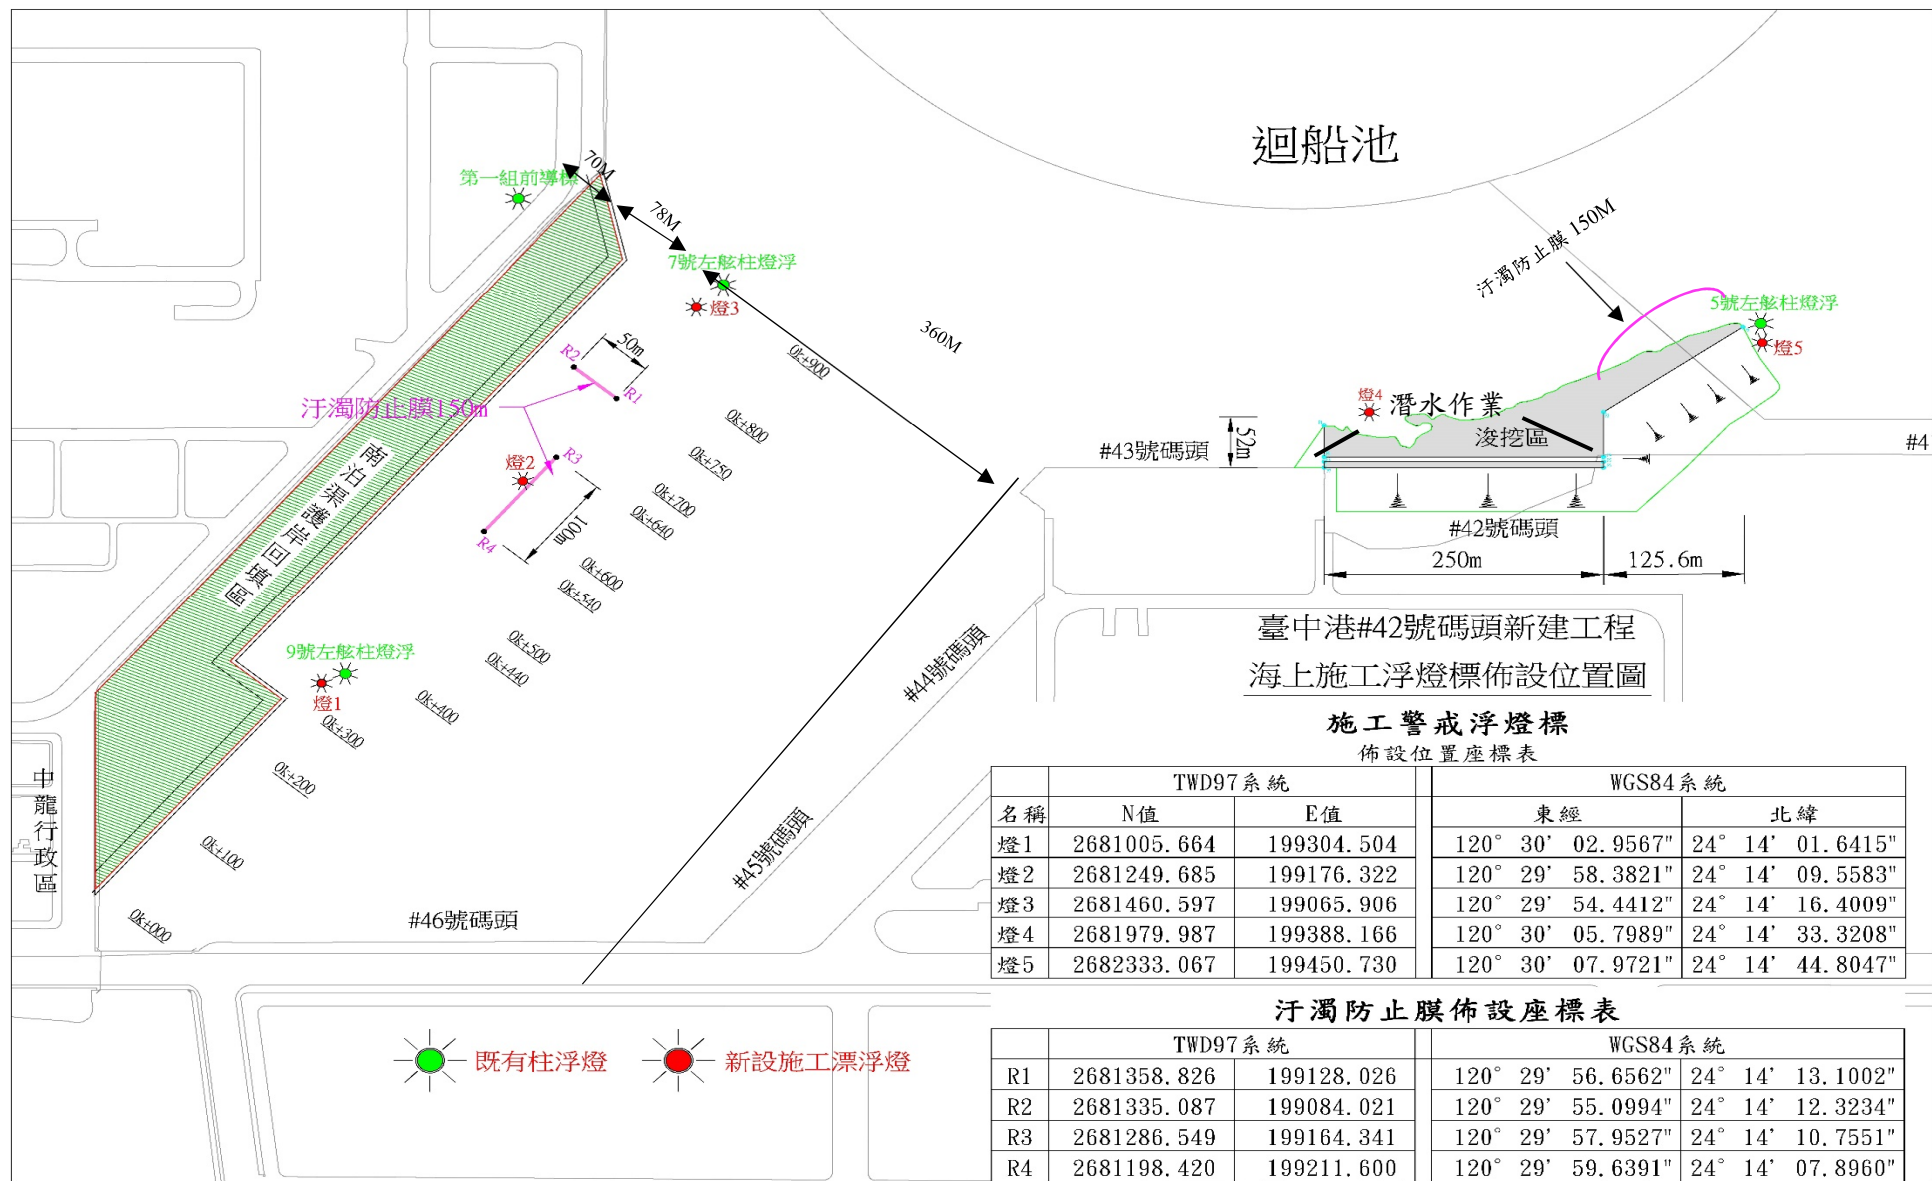 迴船池
70M
第一組前導標
78M
7號左舷柱燈浮
燈3
汙濁防止膜 150M
5號左舷柱燈浮
燈5
360M
50m
R2
R1
0k+900
汙濁防止膜150m
燈4
潛水作業
52m
浚挖區
#43號碼頭
#4
0k+800
0k+750
0k+700
0k+640
0k+600
0k+540
0k+500
0k+440
0k+400
0k+300
0k+200
0k+100
0k+000
燈2
R3
R4
100m
南泊渠護岸回填區
#42號碼頭
250m
125.6m
9號左舷柱燈浮
燈1
#44號碼頭
#45號碼頭
#46號碼頭
中龍行政區
臺中港#42號碼頭新建工程
海上施工浮燈標佈設位置圖
施工警戒浮燈標
佈設位置座標表
TWD97系統 WGS84系統
名稱 N值 E值 東經 北緯
燈1 2681005.664 199304.504 120° 30' 02.9567" 24° 14' 01.6415"
燈2 2681249.685 199176.322 120° 29' 58.3821" 24° 14' 09.5583"
燈3 2681460.597 199065.906 120° 29' 54.4412" 24° 14' 16.4009"
燈4 2681979.987 199388.166 120° 30' 05.7989" 24° 14' 33.3208"
燈5 2682333.067 199450.730 120° 30' 07.9721" 24° 14' 44.8047"
汙濁防止膜佈設座標表
TWD97系統 WGS84系統
R1 2681358.826 199128.026 120° 29' 56.6562" 24° 14' 13.1002"
R2 2681335.087 199084.021 120° 29' 55.0994" 24° 14' 12.3234"
R3 2681286.549 199164.341 120° 29' 57.9527" 24° 14' 10.7551"
R4 2681198.420 199211.600 120° 29' 59.6391" 24° 14' 07.8960"
既有柱浮燈
新設施工漂浮燈